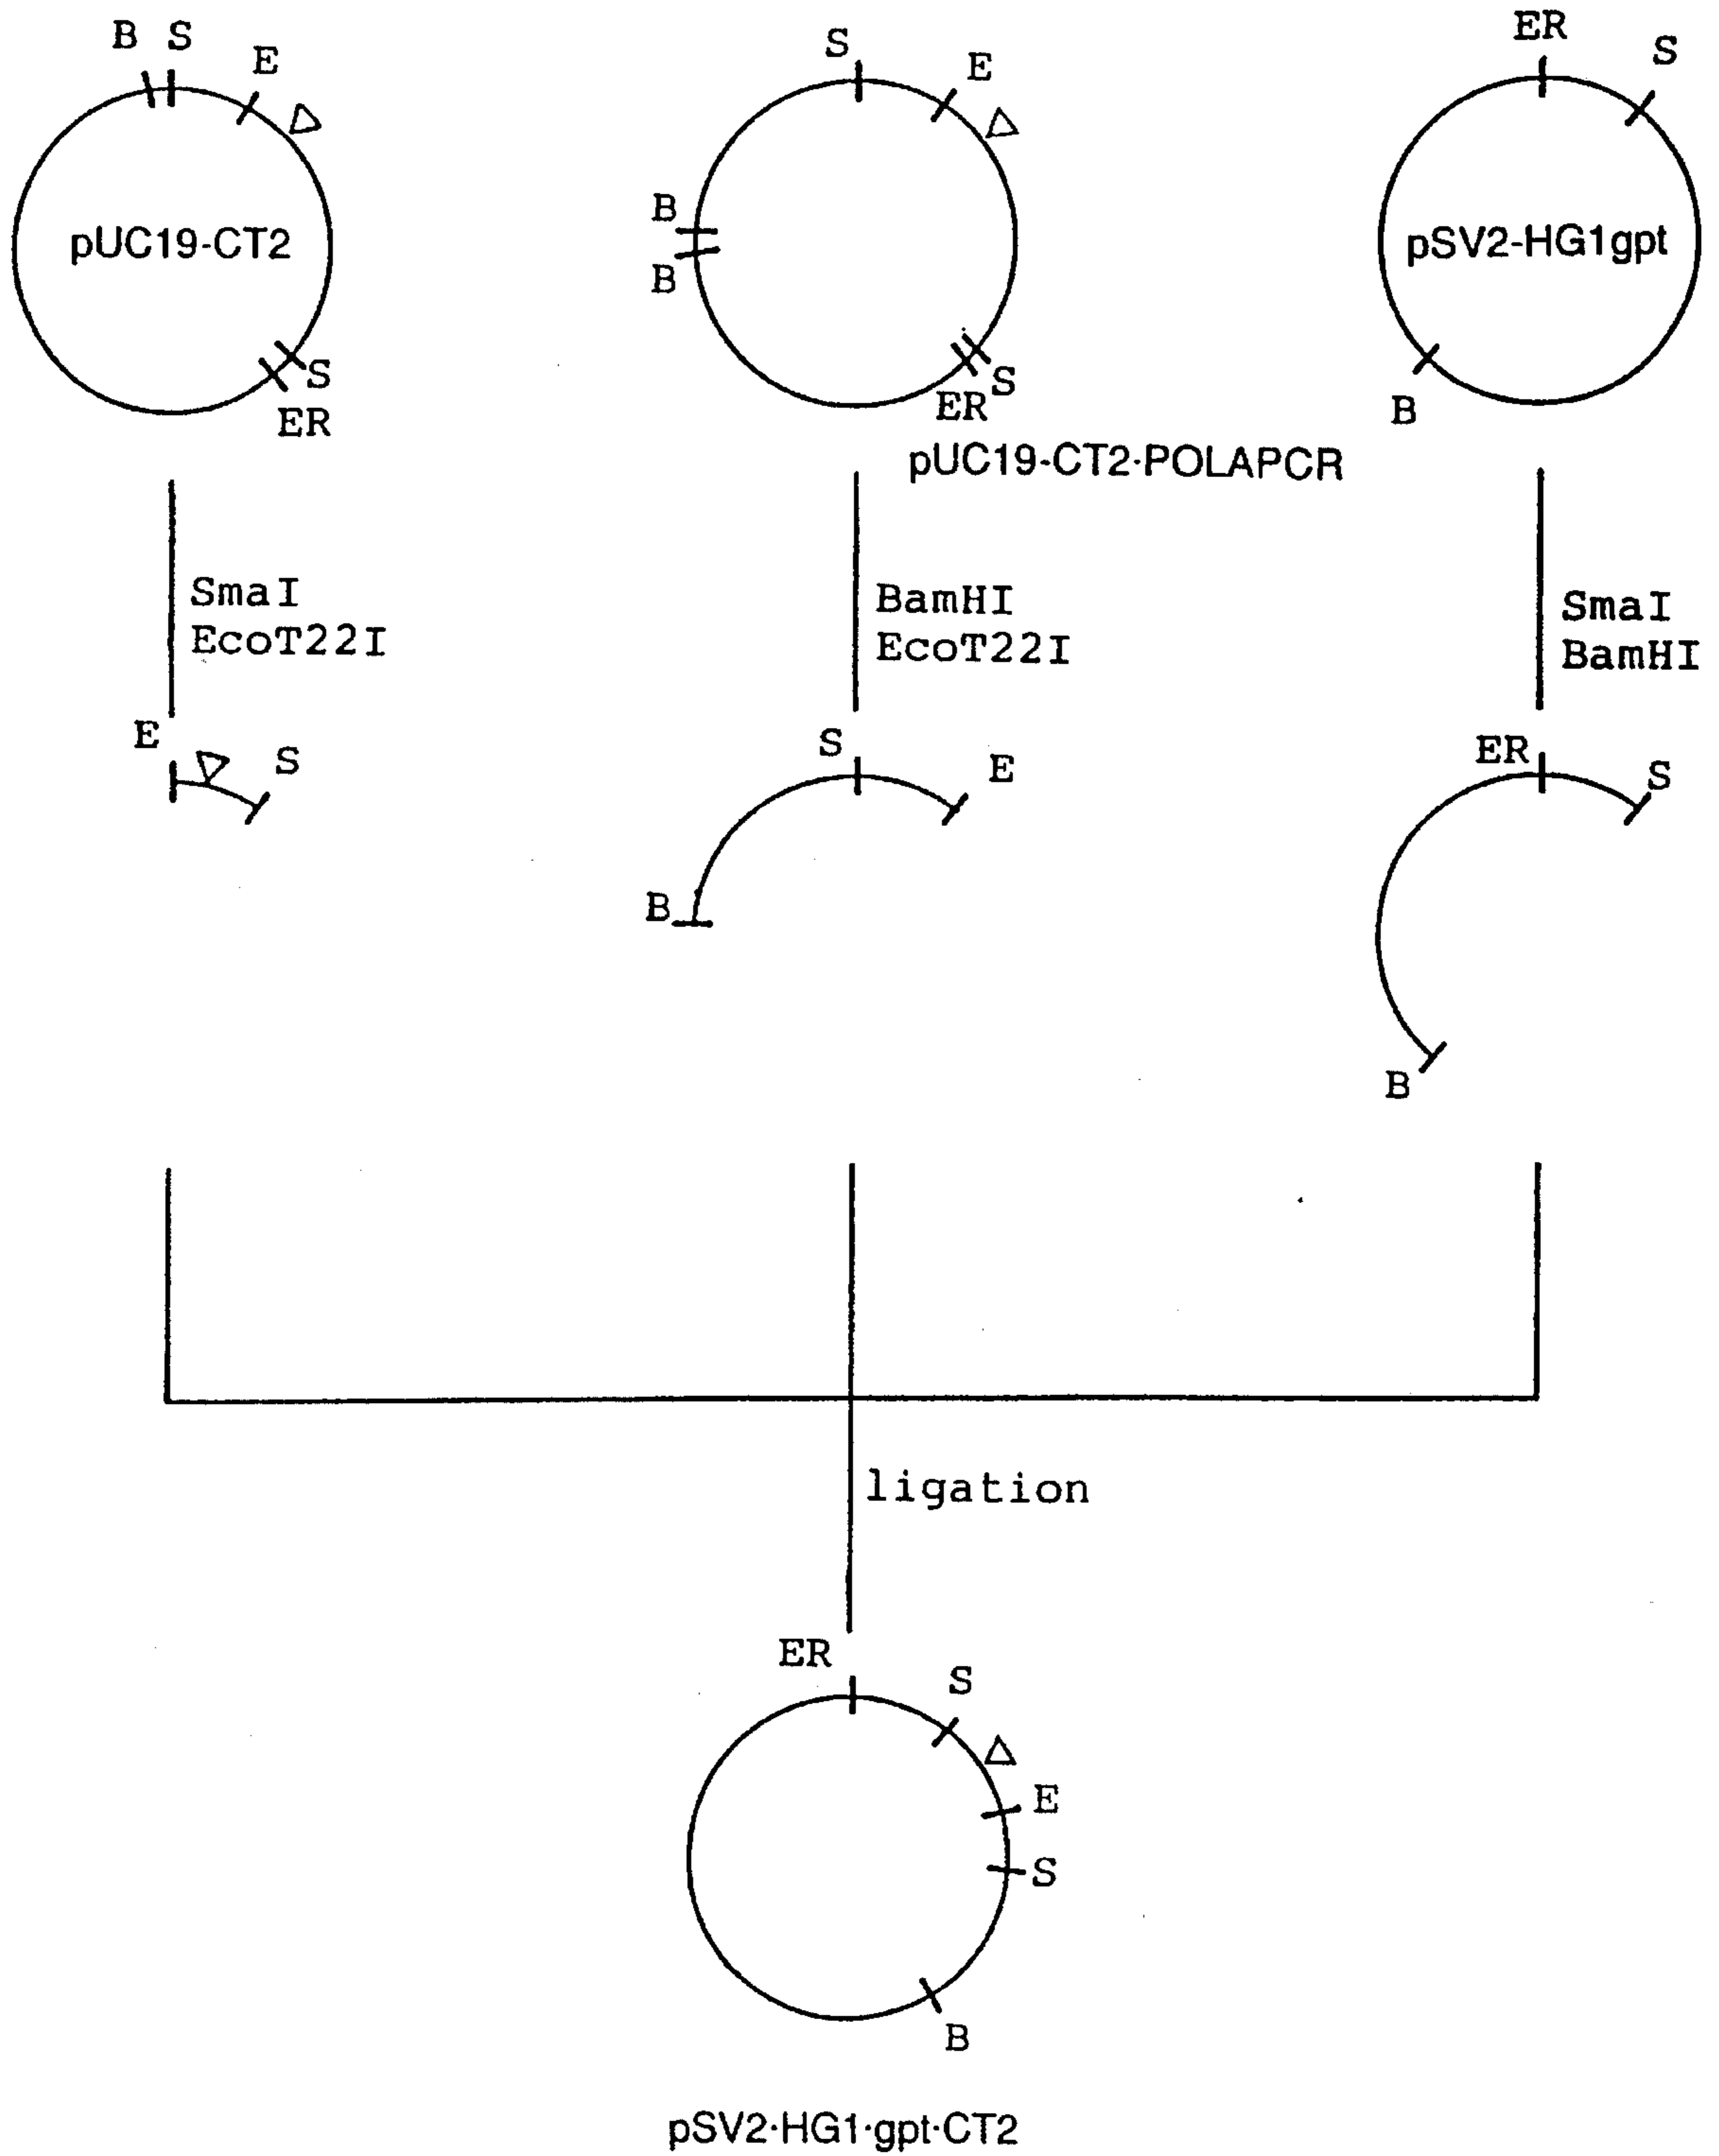 B S E
S E
ER S
pUC19-CT2
B
B
pSV2-HG1gpt
S
ER
S
ER
B
pUC19-CT2·POLAPCR
SmaI
EcoT22I
BamHI
EcoT22I
SmaI
BamHI
E S
S E
B
ER S
B
ligation
ER S
E
S
B
pSV2·HG1·gpt·CT2